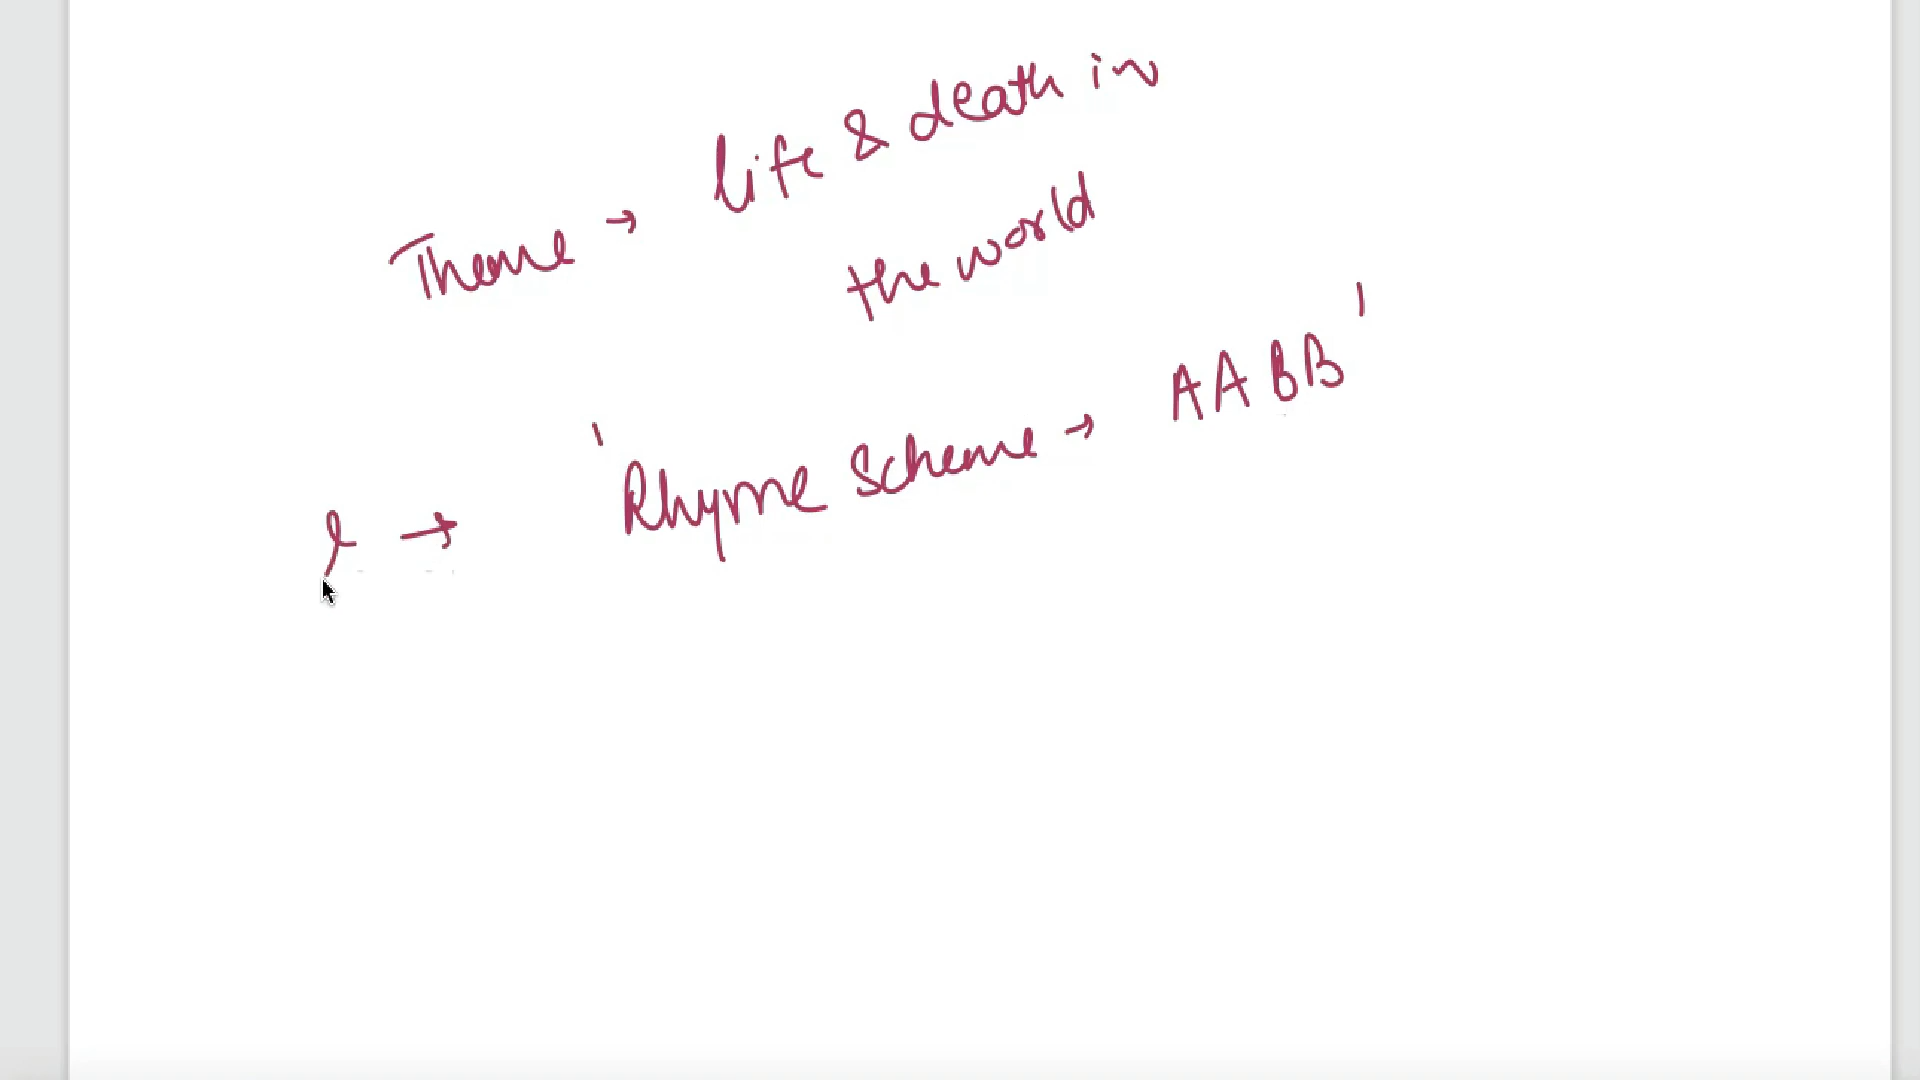 Theme → life & death in
the world
' Rhyme Scheme → AABB '
→